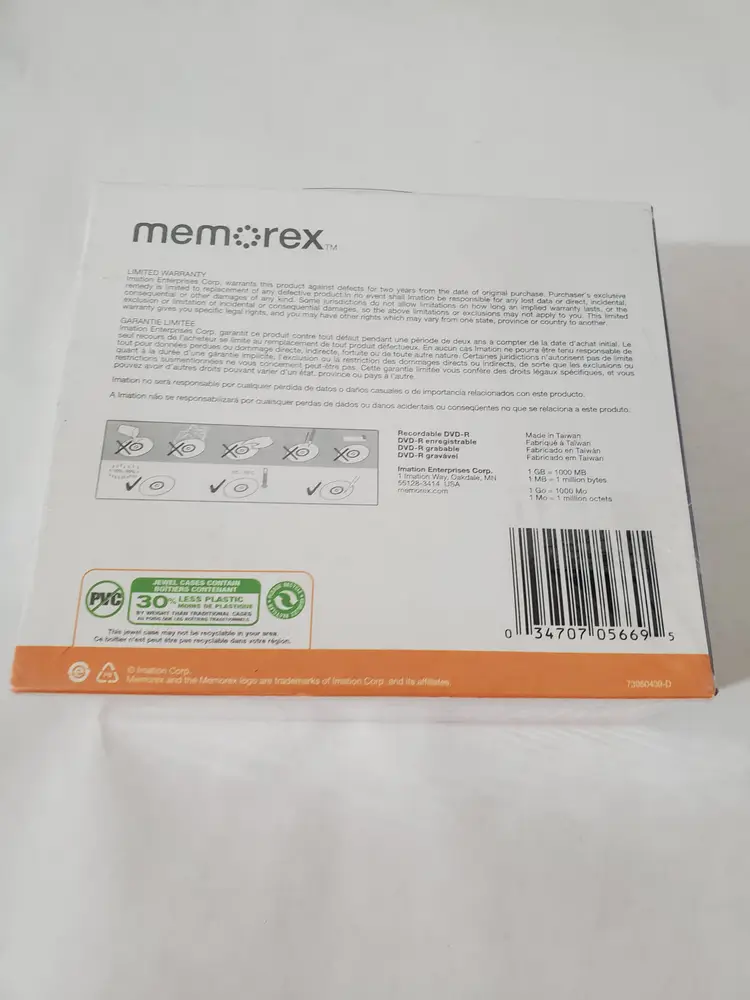 memorex™
LIMITED WARRANTY
Imation Enterprises Corp. warrants this product against defects for two years from the date of original purchase. Purchaser's exclusive
remedy is limited to replacement of any defective product.In no event shall Imation be responsible for any lost data or direct, incidental,
consequential or other damages of any kind. Some jurisdictions do not allow limitations on how long an implied warranty lasts, or the
exclusion or limitation of incidental or consequential damages, so the above limitations or exclusions may not apply to you. This limited
warranty gives you specific legal rights, and you may have other rights which may vary from one state, province or country to another.
GARANTIE LIMITÉE
Imation Enterprises Corp. garantit ce produit contre tout défaut pendant une période de deux ans a compter de la date d'achat initial. Le
seul recours de l'acheteur se limite au remplacement de tout produit défectueux. En aucun cas Imation ne pourra être tenu responsable de
tout pour données perdues ou dommage directe, indirecte, fortuite ou de toute autre nature. Certaines juridictions n'autorisent pas de limite
quant à la durée d'une garantie implicite, l'exclusion ou la restriction des dommages directs ou indirects, de sorte que les exclusions ou
restrictions susmentionnées ne vous concernent peut-être pas. Cette garantie limitée vous confère des droits légaux spécifiques, et vous
pouvez avoir d'autres droits pouvant varier d'un état, province ou pays à l'autre.
Imation no será responsable por cualquier pérdida de datos o daños casuales o de importancia relacionados con este producto.
A Imation não se responsabilizará por quaisquer perdas de dados ou danos acidentais ou conseqüentes no que se relaciona a este produto.
Recordable DVD-R
DVD-R enregistrable
DVD-R grabable
DVD-R gravável
Imation Enterprises Corp.
1 Imation Way, Oakdale, MN
55128-3414 USA
memorex.com
Made in Taiwan
Fabriqué à Taïwan
Fabricado en Taiwán
Fabricado em Taiwan
1 GB = 1000 MB
1 MB = 1 million bytes
1 Go = 1000 Mo
1 Mo = 1 million octets
PVC
JEWEL CASES CONTAIN
BOÎTIERS CONTENANT
30% LESS PLASTIC
MOINS DE PLASTIQUE
BY WEIGHT THAN TRADITIONAL CASES
AU POIDS QUE LES BOÎTIERS TRADITIONNELS
This jewel case may not be recyclable in your area.
Ce boîtier n'est peut être pas recyclable dans votre région.
0 34707 05669 5
© Imation Corp.
Memorex and the Memorex logo are trademarks of Imation Corp. and its affiliates.